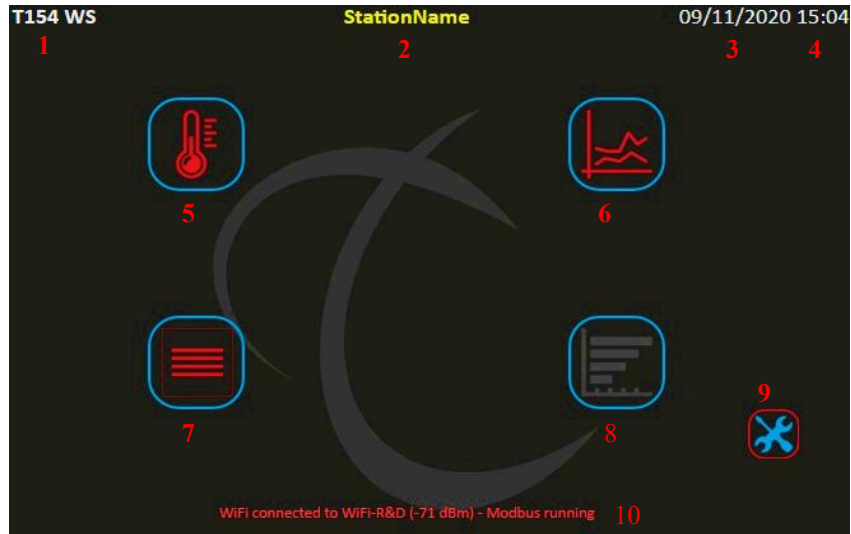 T154 WS StationName 09/11/2020 15:04
1 2 3 4
5 6
9
7 8
WiFi connected to WiFi-R&D (-71 dBm) - Modbus running 10